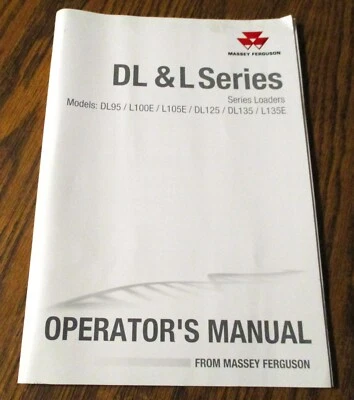 MASSEY FERGUSON
DL & L Series
Series Loaders
Models: DL95 / L100E / L105E / DL125 / DL135 / L135E
OPERATOR'S MANUAL
FROM MASSEY FERGUSON